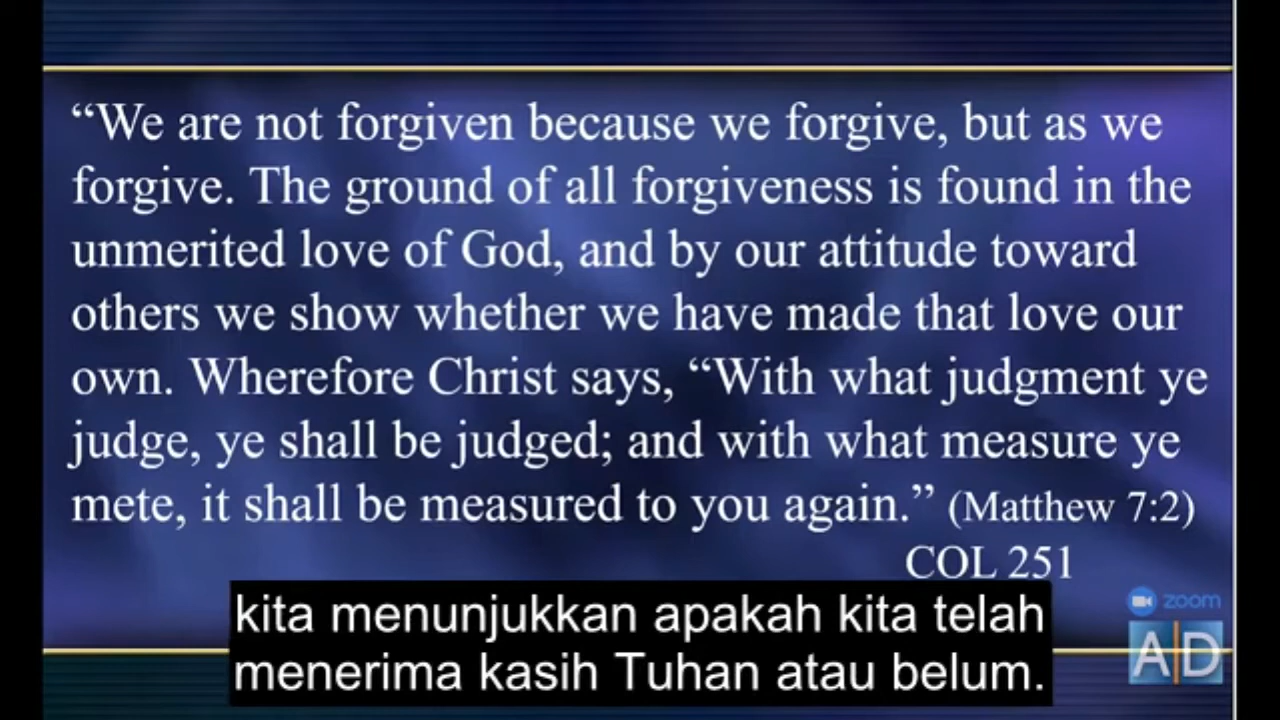 “We are not forgiven because we forgive, but as we
forgive. The ground of all forgiveness is found in the
unmerited love of God, and by our attitude toward
others we show whether we have made that love our
own. Wherefore Christ says, “With what judgment ye
judge, ye shall be judged; and with what measure ye
mete, it shall be measured to you again.” (Matthew 7:2)
COL 251
kita menunjukkan apakah kita telah
menerima kasih Tuhan atau belum.
zoom
A|D